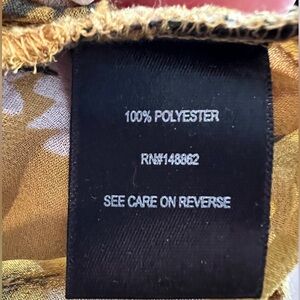 100% POLYESTER
RN#148862
SEE CARE ON REVERSE